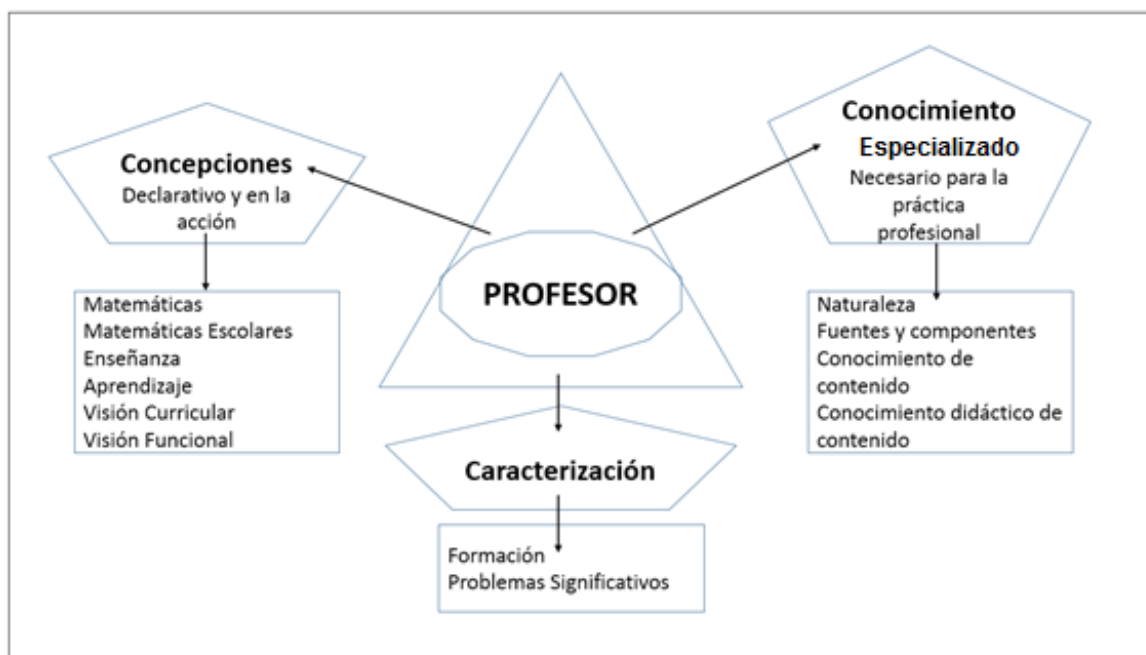 Concepciones
Declarativo y en la
acción
Matemáticas
Matemáticas Escolares
Enseñanza
Aprendizaje
Visión Curricular
Visión Funcional
PROFESOR
Caracterización
Formación
Problemas Significativos
Conocimiento
Especializado
Necesario para la
práctica
profesional
Naturaleza
Fuentes y componentes
Conocimiento de
contenido
Conocimiento didáctico de
contenido